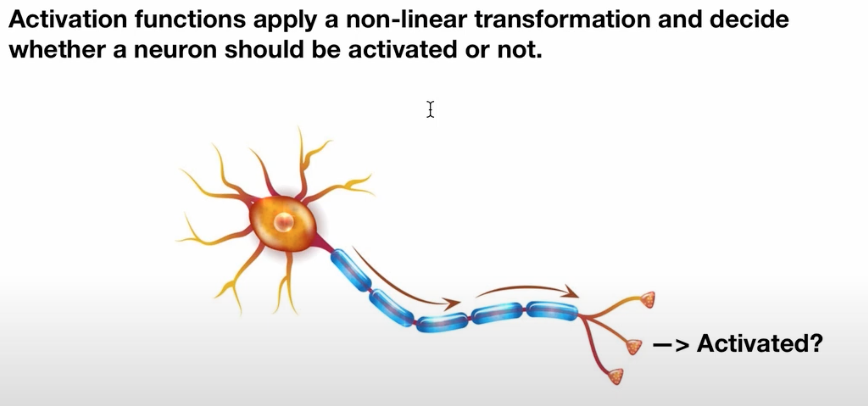 Activation functions apply a non-linear transformation and decide
whether a neuron should be activated or not.
—> Activated?